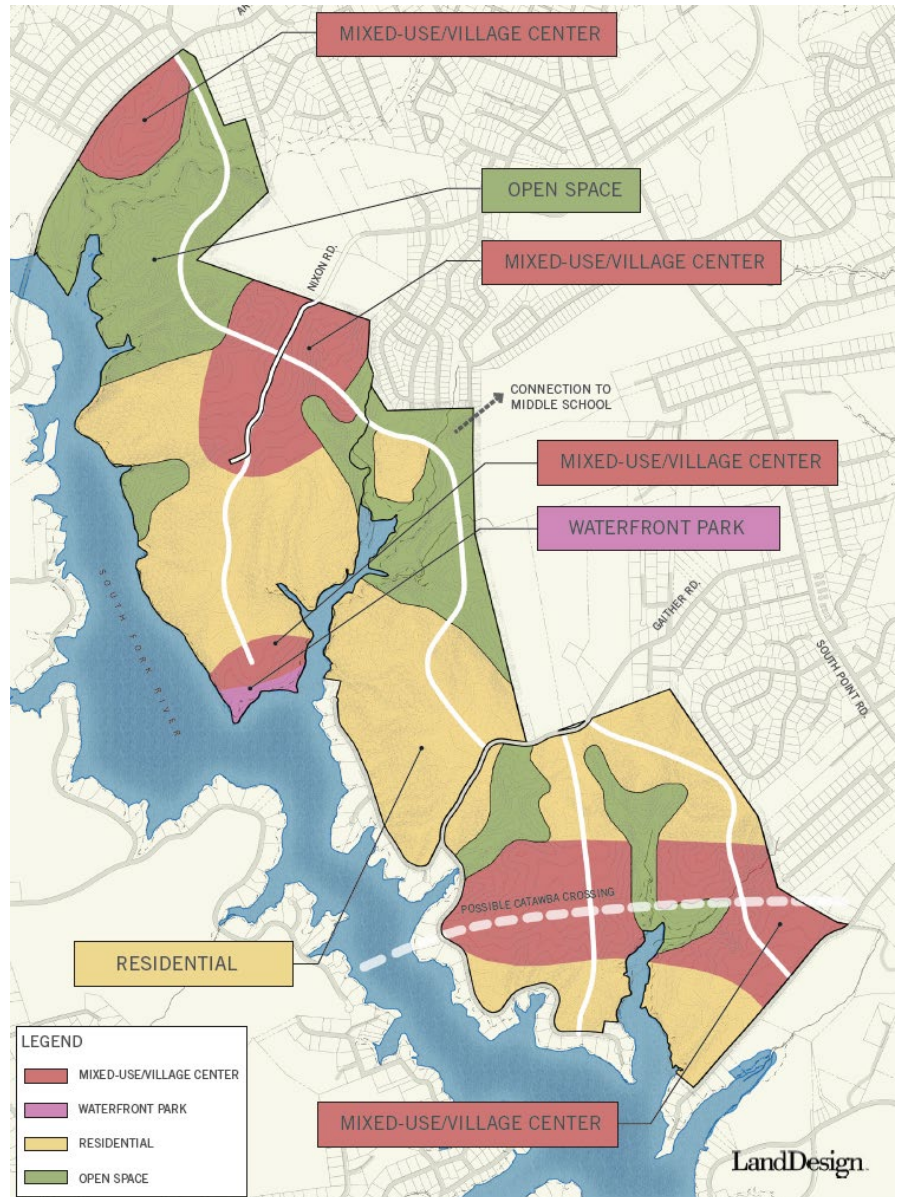 MIXED-USE/VILLAGE CENTER
OPEN SPACE
NIXON RD.
MIXED-USE/VILLAGE CENTER
CONNECTION TO
MIDDLE SCHOOL
MIXED-USE/VILLAGE CENTER
WATERFRONT PARK
GAITHER RD.
SOUTH FORK RIVER
SOUTH POINT RD.
POSSIBLE CATAWBA CROSSING
RESIDENTIAL
LEGEND
MIXED-USE/VILLAGE CENTER
WATERFRONT PARK
RESIDENTIAL
OPEN SPACE
MIXED-USE/VILLAGE CENTER
LandDesign